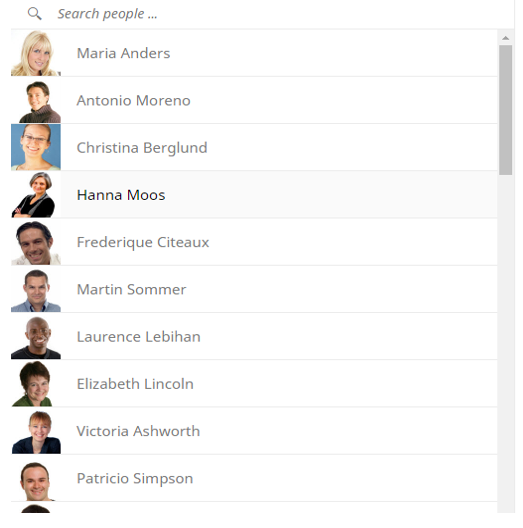 Search people ...
Maria Anders
Antonio Moreno
Christina Berglund
Hanna Moos
Frederique Citeaux
Martin Sommer
Laurence Lebihan
Elizabeth Lincoln
Victoria Ashworth
Patricio Simpson